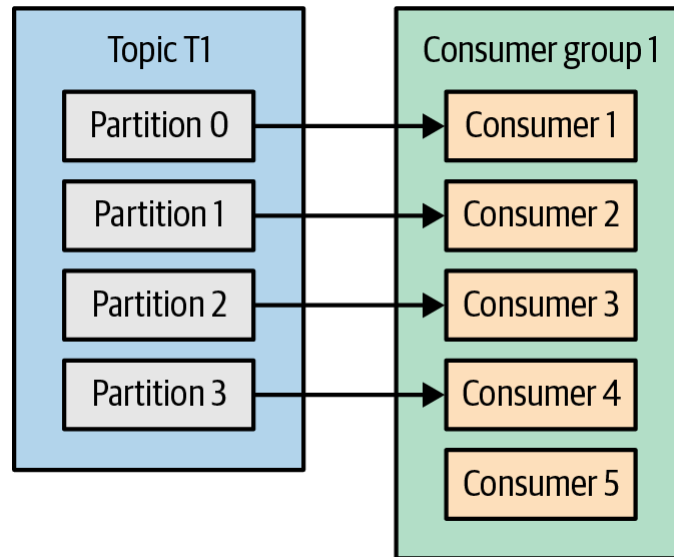 Topic T1
Partition 0
Partition 1
Partition 2
Partition 3
Consumer group 1
Consumer 1
Consumer 2
Consumer 3
Consumer 4
Consumer 5